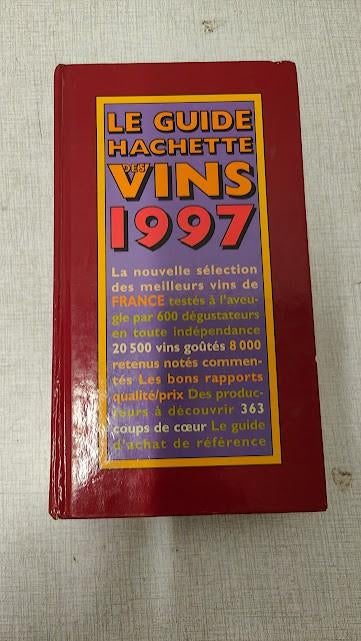 LE GUIDE
HACHETTE
DES
VINS
1997
La nouvelle sélection
des meilleurs vins de
FRANCE testés à l'aveu-
gle par 600 dégustateurs
en toute indépendance
20 500 vins goûtés 8 000
retenus notés commen-
tés Les bons rapports
qualité/prix Des produc-
teurs à découvrir 363
coups de cœur Le guide
d'achat de référence